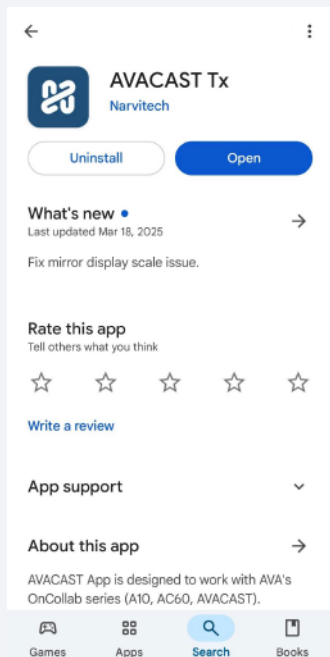 AVACAST Tx
Narvitech
Uninstall
Open
What's new
Last updated Mar 18, 2025
Fix mirror display scale issue.
Rate this app
Tell others what you think
Write a review
App support
About this app
AVACAST App is designed to work with AVA's
OnCollab series (A10, AC60, AVACAST).
Games
Apps
Search
Books